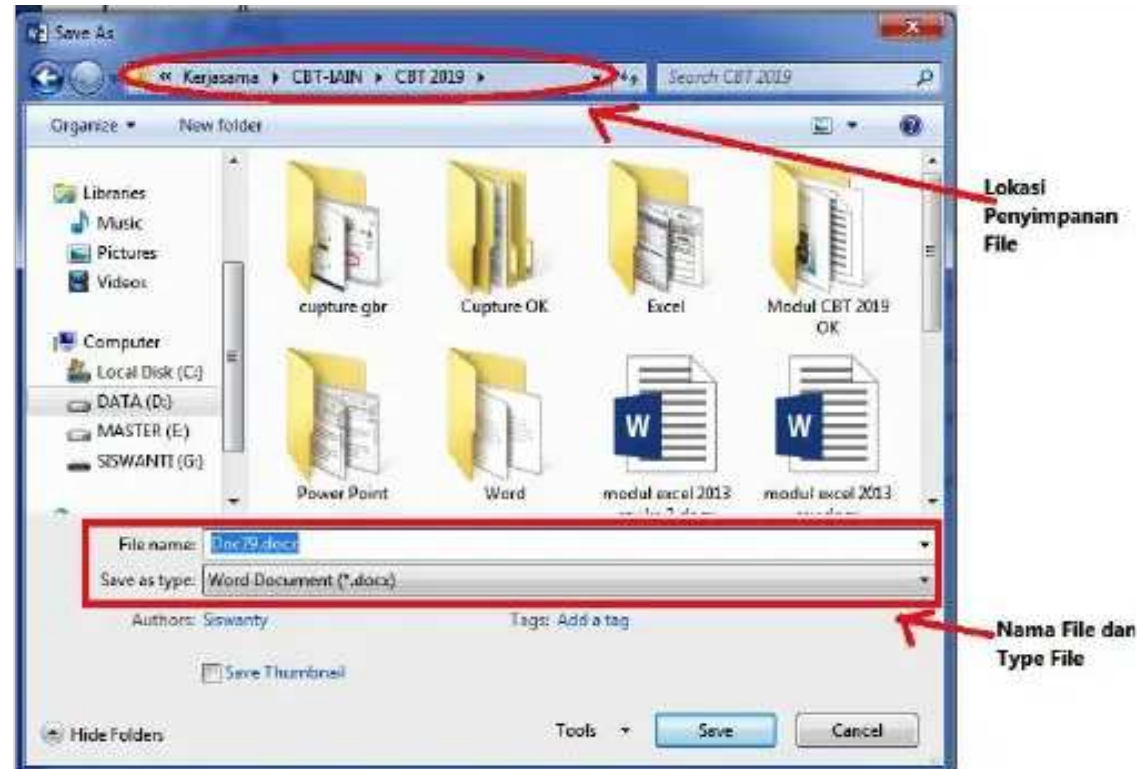 Save As
« Kerjasama ▸ CBT-IAIN ▸ CBT 2019 ▸
Search CBT 2019
Organize
New folder
Lokasi
Penyimpanan
File
Libraries
Music
Pictures
Videos
Computer
Local Disk (C:)
DATA (D:)
MASTER (E:)
SISWANTI (G:)
cupture gbr
Cupture OK
Excel
Modul CBT 2019
OK
Power Point
Word
W
modul excel 2013
W
modul excel 2013
File name: Doc79.docx
Save as type: Word Document (*.docx)
Authors: Siswanty
Tags: Add a tag
Nama File dan
Type File
Save Thumbnail
Hide Folders
Tools
Save
Cancel